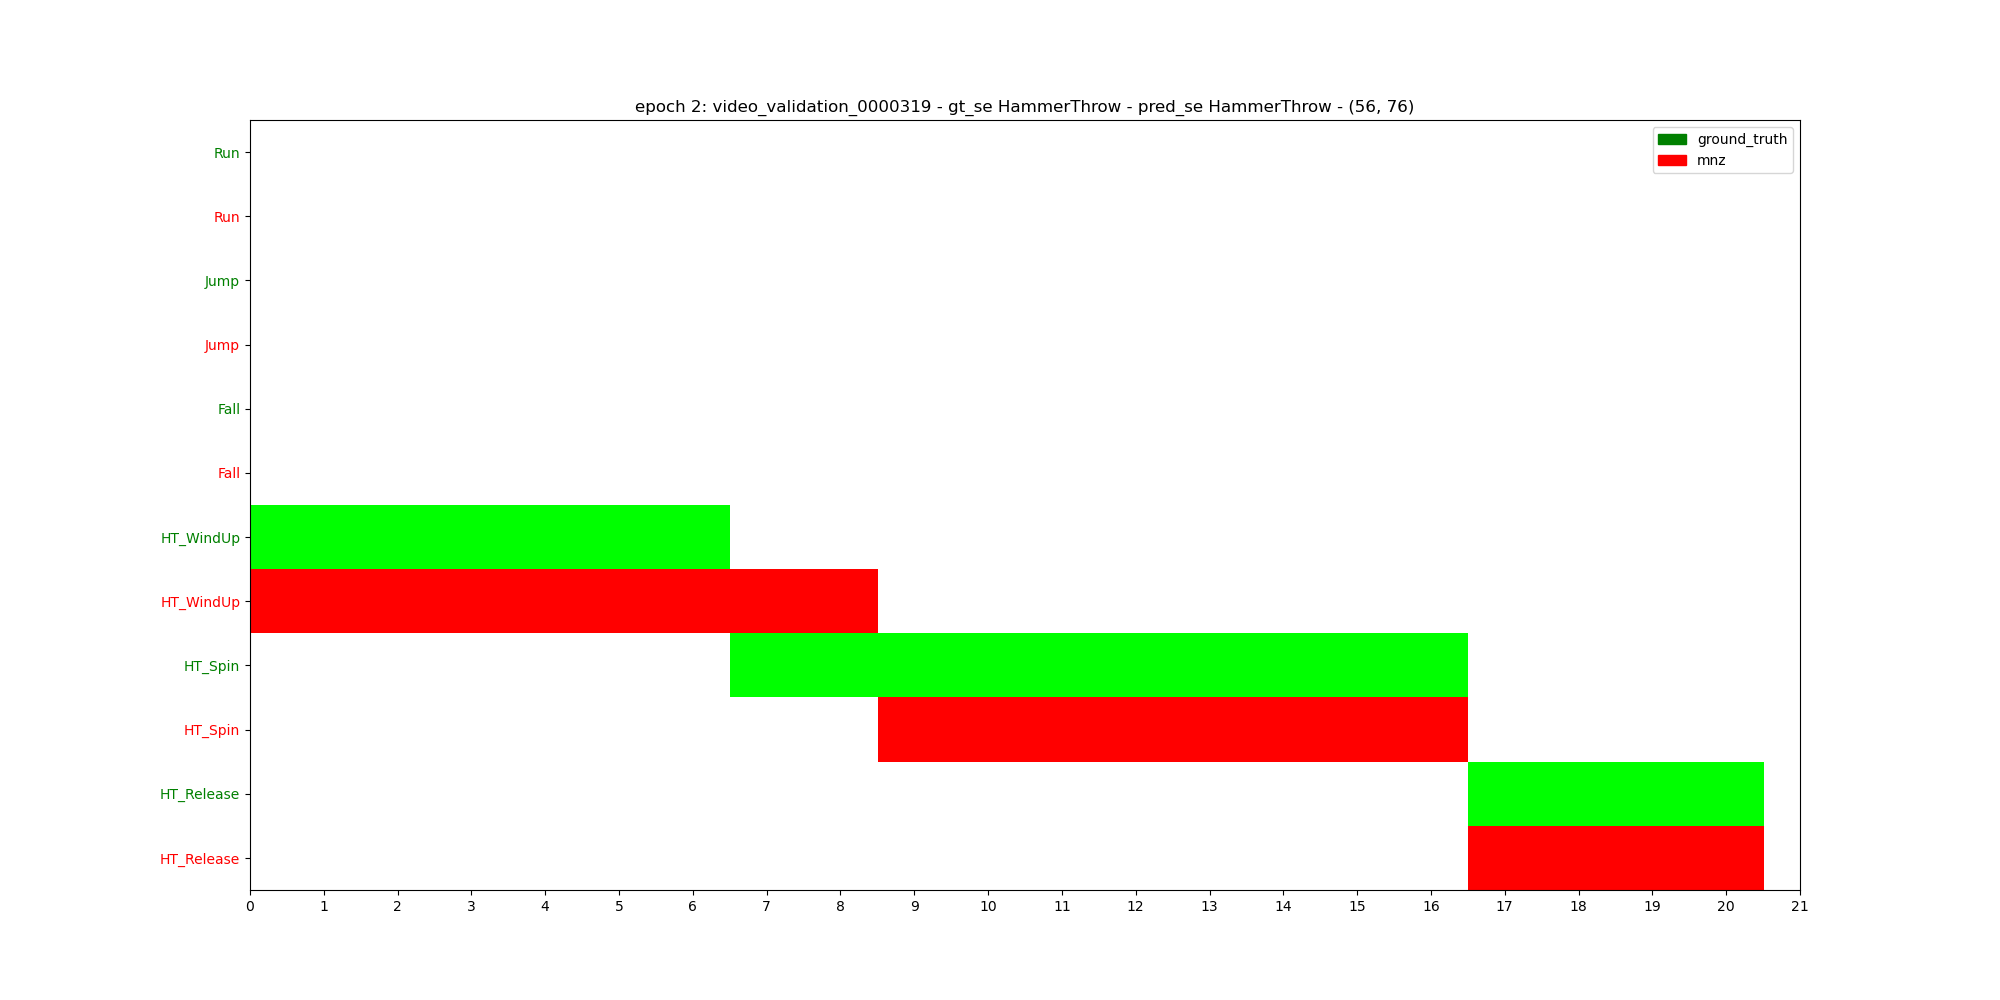 epoch 2: video_validation_0000319 - gt_se HammerThrow - pred_se HammerThrow - (56, 76)
ground_truth
mnz
Run
Run
Jump
Jump
Fall
Fall
HT_WindUp
HT_WindUp
HT_Spin
HT_Spin
HT_Release
HT_Release
0 1 2 3 4 5 6 7 8 9 10 11 12 13 14 15 16 17 18 19 20 21